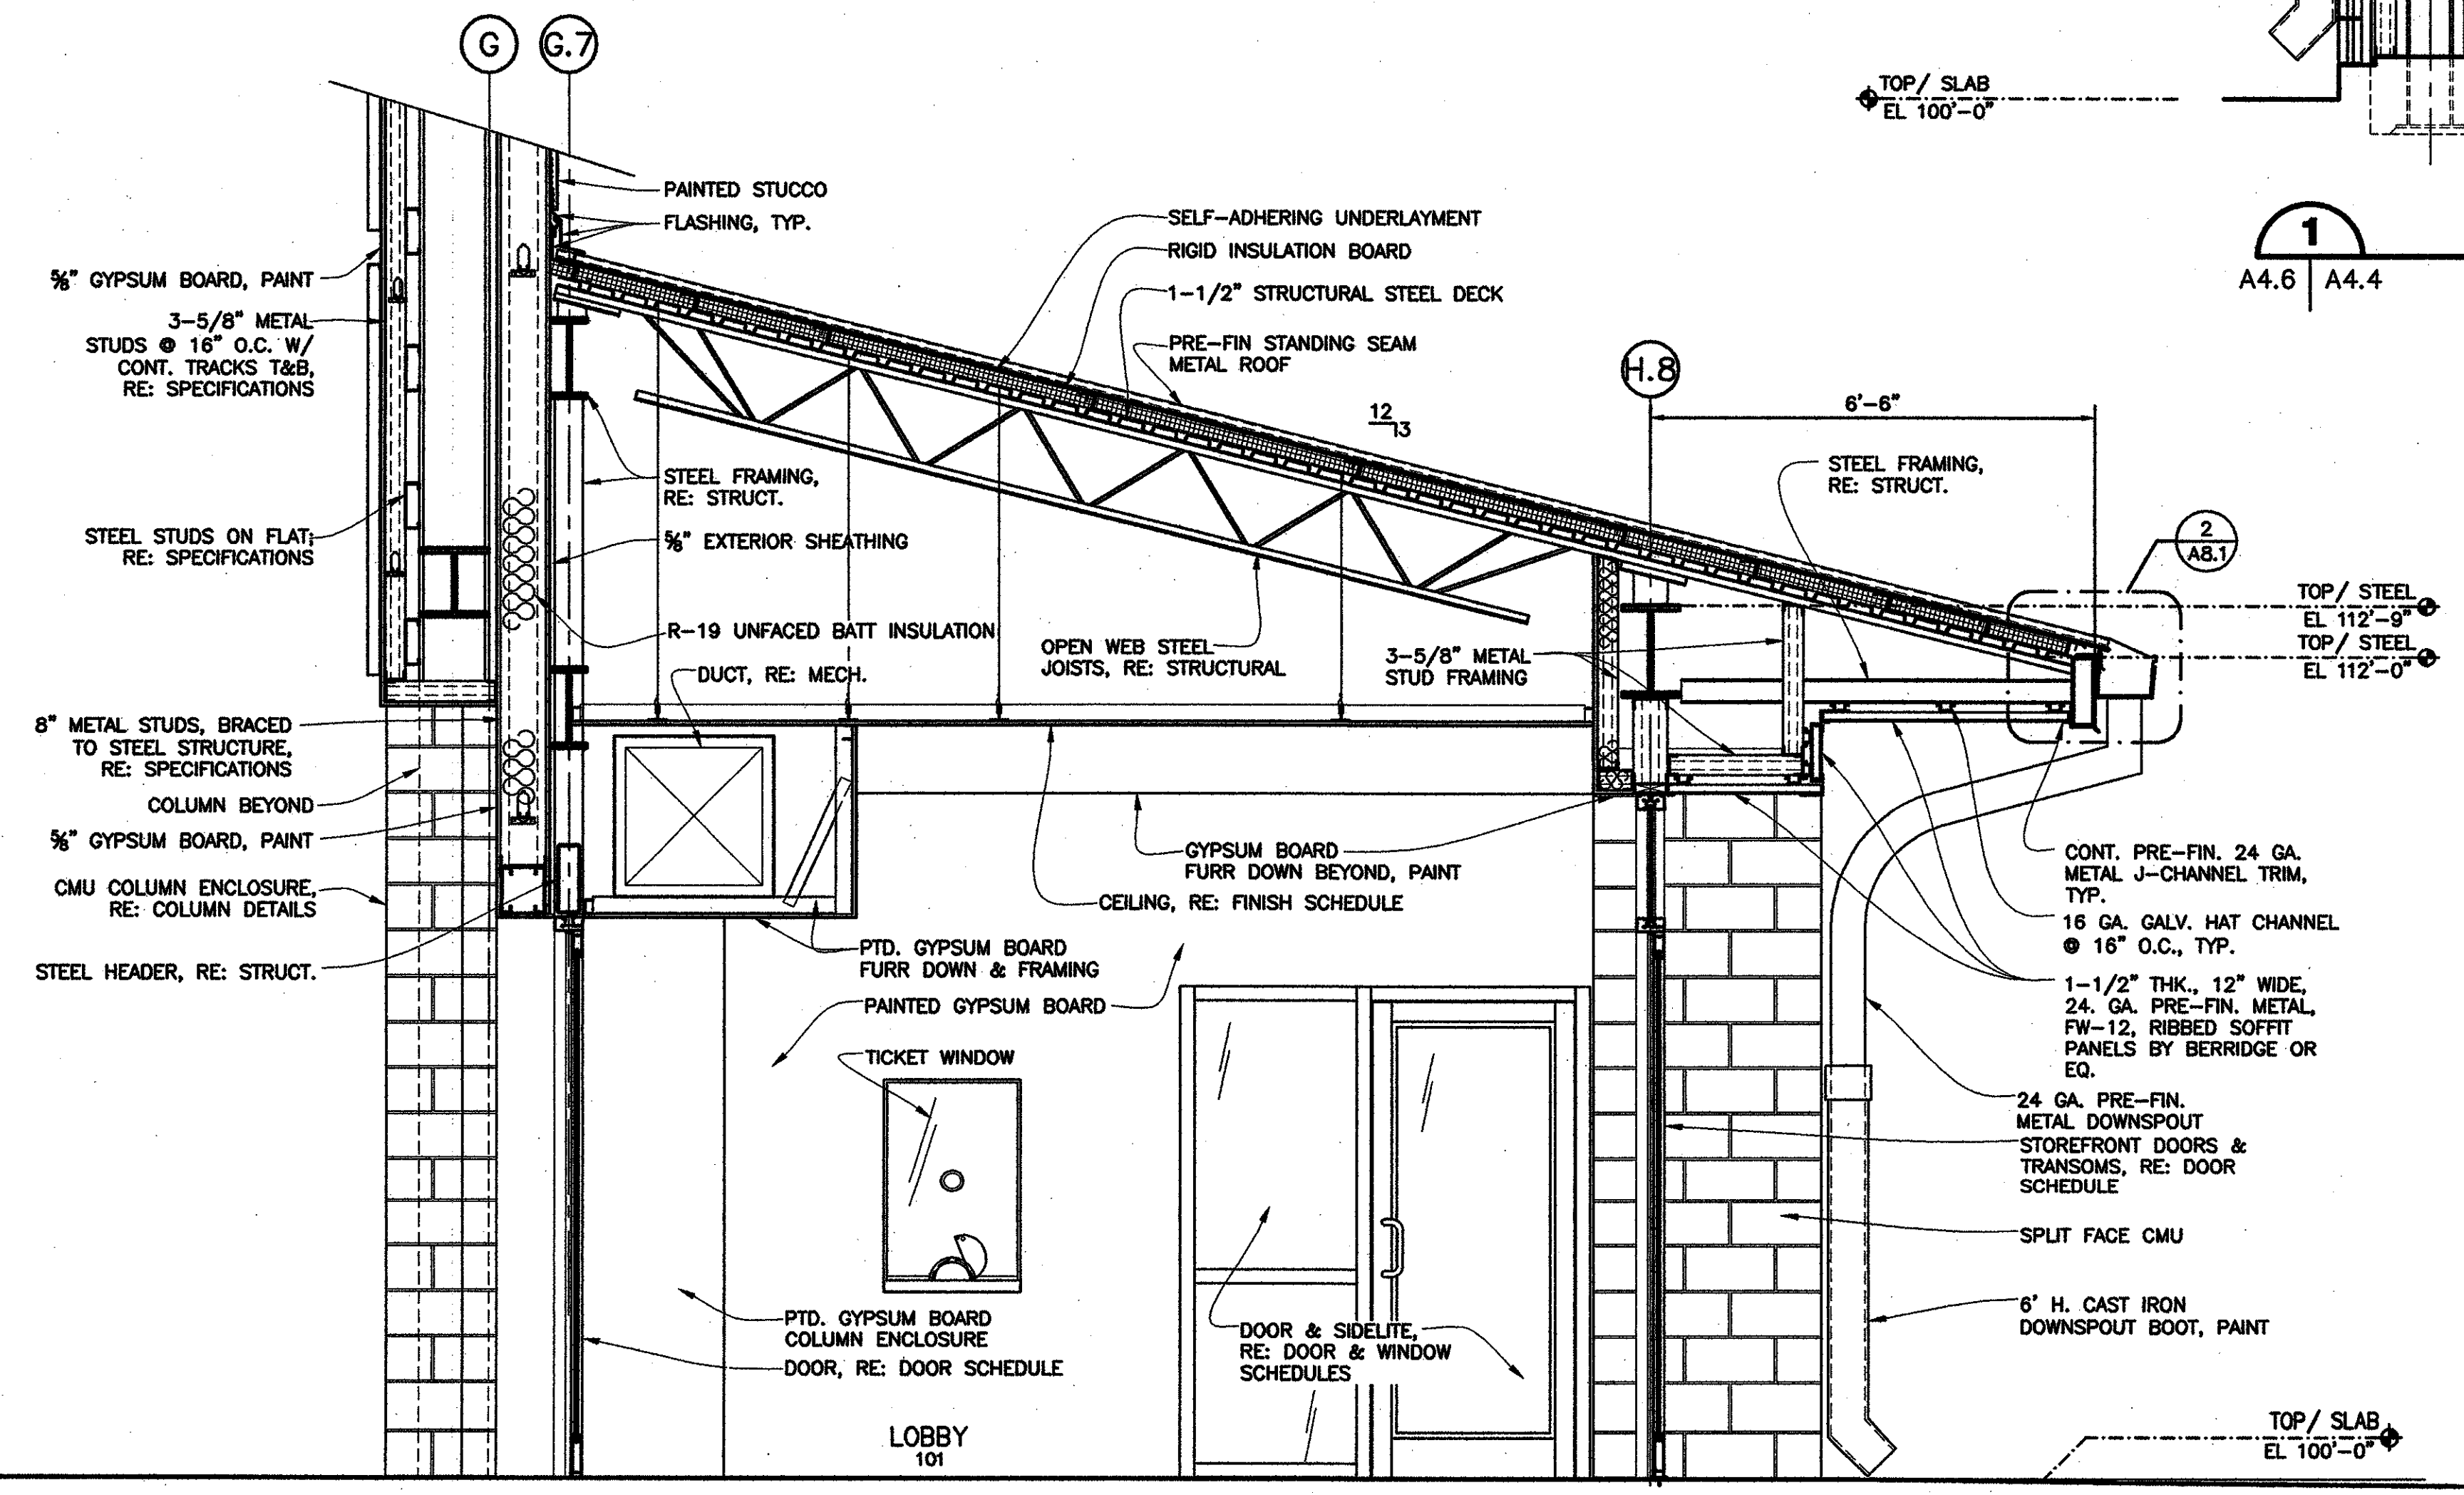 G
G.7
TOP/ SLAB
EL 100'-0"
1
A4.6
A4.4
PAINTED STUCCO
FLASHING, TYP.
SELF-ADHERING UNDERLAYMENT
RIGID INSULATION BOARD
1-1/2" STRUCTURAL STEEL DECK
PRE-FIN STANDING SEAM
METAL ROOF
⅝" GYPSUM BOARD, PAINT
3-5/8" METAL
STUDS @ 16" O.C. W/
CONT. TRACKS T&B,
RE: SPECIFICATIONS
STEEL STUDS ON FLAT,
RE: SPECIFICATIONS
8" METAL STUDS, BRACED
TO STEEL STRUCTURE,
RE: SPECIFICATIONS
COLUMN BEYOND
⅝" GYPSUM BOARD, PAINT
CMU COLUMN ENCLOSURE,
RE: COLUMN DETAILS
STEEL HEADER, RE: STRUCT.
STEEL FRAMING,
RE: STRUCT.
⅝" EXTERIOR SHEATHING
R-19 UNFACED BATT INSULATION
DUCT, RE: MECH.
OPEN WEB STEEL
JOISTS, RE: STRUCTURAL
12
13
H.8
6'-6"
STEEL FRAMING,
RE: STRUCT.
2
A8.1
TOP/ STEEL
EL 112'-9"
TOP/ STEEL
EL 112'-0"
3-5/8" METAL
STUD FRAMING
GYPSUM BOARD
FURR DOWN BEYOND, PAINT
CEILING, RE: FINISH SCHEDULE
PTD. GYPSUM BOARD
FURR DOWN & FRAMING
PAINTED GYPSUM BOARD
TICKET WINDOW
PTD. GYPSUM BOARD
COLUMN ENCLOSURE
DOOR, RE: DOOR SCHEDULE
LOBBY
101
DOOR & SIDELITE,
RE: DOOR & WINDOW
SCHEDULES
CONT. PRE-FIN. 24 GA.
METAL J-CHANNEL TRIM,
TYP.
16 GA. GALV. HAT CHANNEL
@ 16" O.C., TYP.
1-1/2" THK., 12" WIDE,
24. GA. PRE-FIN. METAL,
FW-12, RIBBED SOFFIT
PANELS BY BERRIDGE OR
EQ.
24 GA. PRE-FIN.
METAL DOWNSPOUT
STOREFRONT DOORS &
TRANSOMS, RE: DOOR
SCHEDULE
SPLIT FACE CMU
6' H. CAST IRON
DOWNSPOUT BOOT, PAINT
TOP/ SLAB
EL 100'-0"